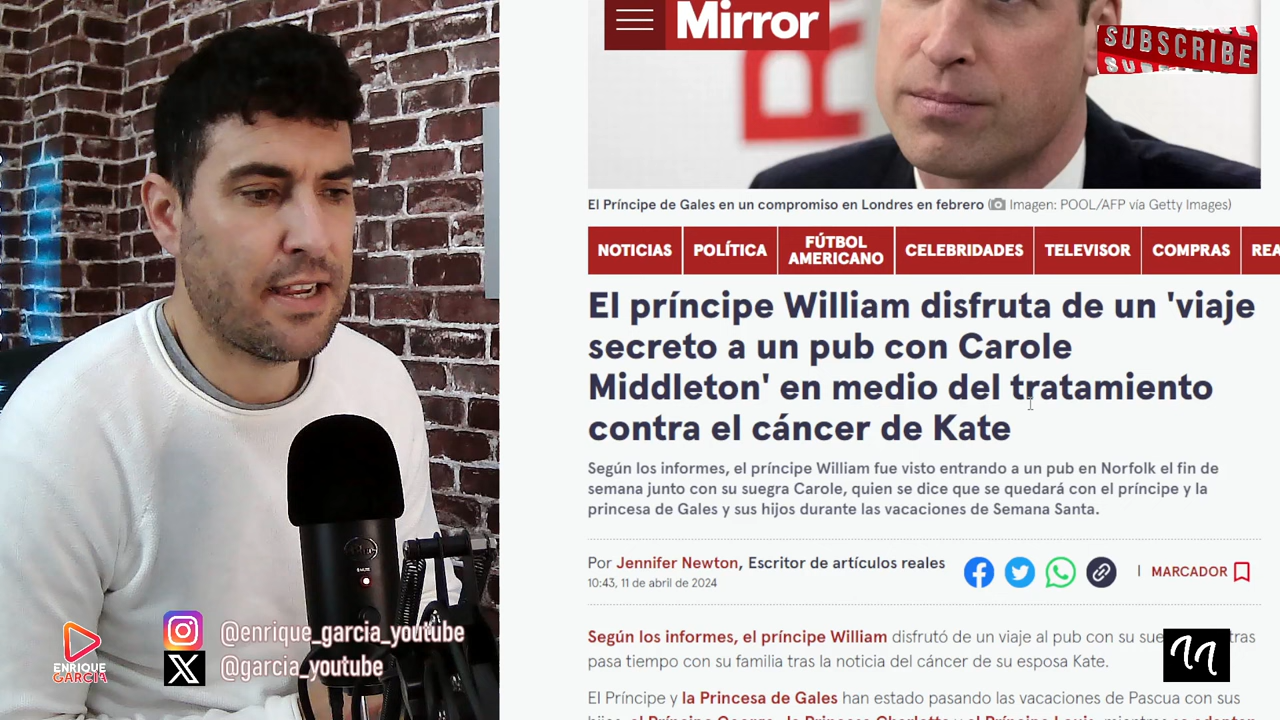 Mirror
SUBSCRIBE
El Príncipe de Gales en un compromiso en Londres en febrero (Imagen: POOL/AFP vía Getty Images)
NOTICIAS
POLÍTICA
FÚTBOL
AMERICANO
CELEBRIDADES
TELEVISOR
COMPRAS
REA
El príncipe William disfruta de un 'viaje
secreto a un pub con Carole
Middleton' en medio del tratamiento
contra el cáncer de Kate
Según los informes, el príncipe William fue visto entrando a un pub en Norfolk el fin de
semana junto con su suegra Carole, quien se dice que se quedará con el príncipe y la
princesa de Gales y sus hijos durante las vacaciones de Semana Santa.
Por Jennifer Newton, Escritor de artículos reales
10:43, 11 de abril de 2024
MARCADOR
Según los informes, el príncipe William disfrutó de un viaje al pub con su
pasa tiempo con su familia tras la noticia del cáncer de su esposa Kate.
El Príncipe y la Princesa de Gales han estado pasando las vacaciones de Pascua con sus
ENRIQUE
GARCIA
@enrique_garcia_youtube
@garcia_youtube